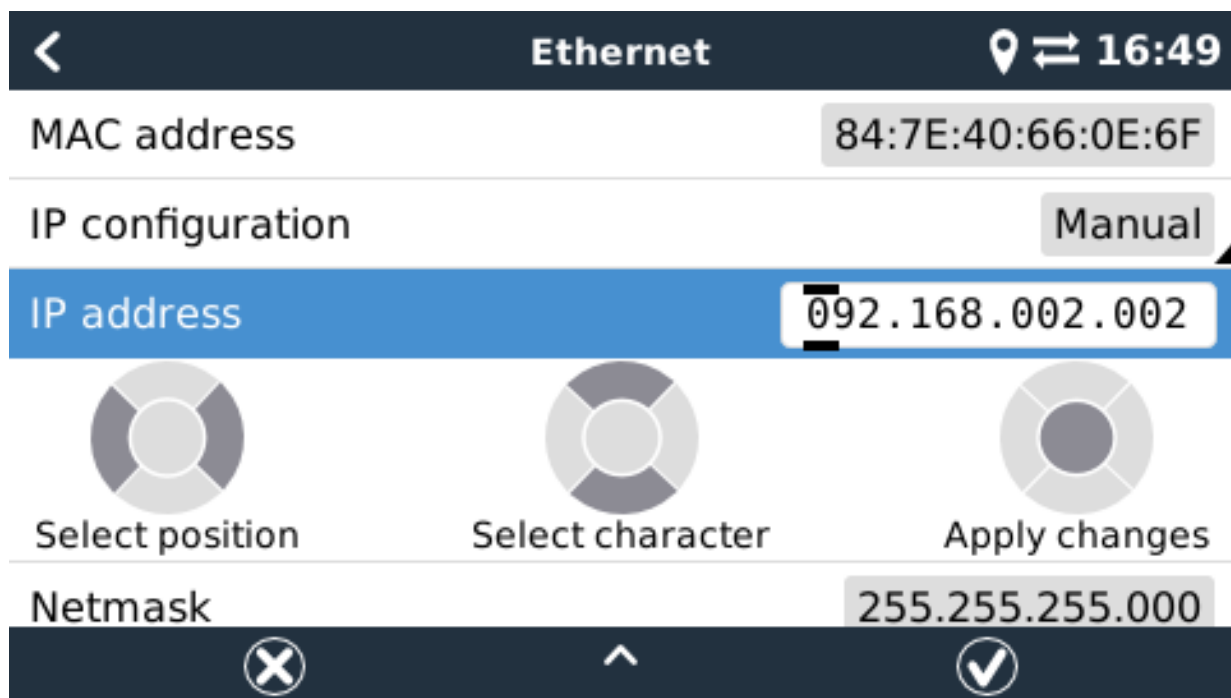 Ethernet 16:49
MAC address 84:7E:40:66:0E:6F
IP configuration Manual
IP address 092.168.002.002
Select position Select character Apply changes
Netmask 255.255.255.000